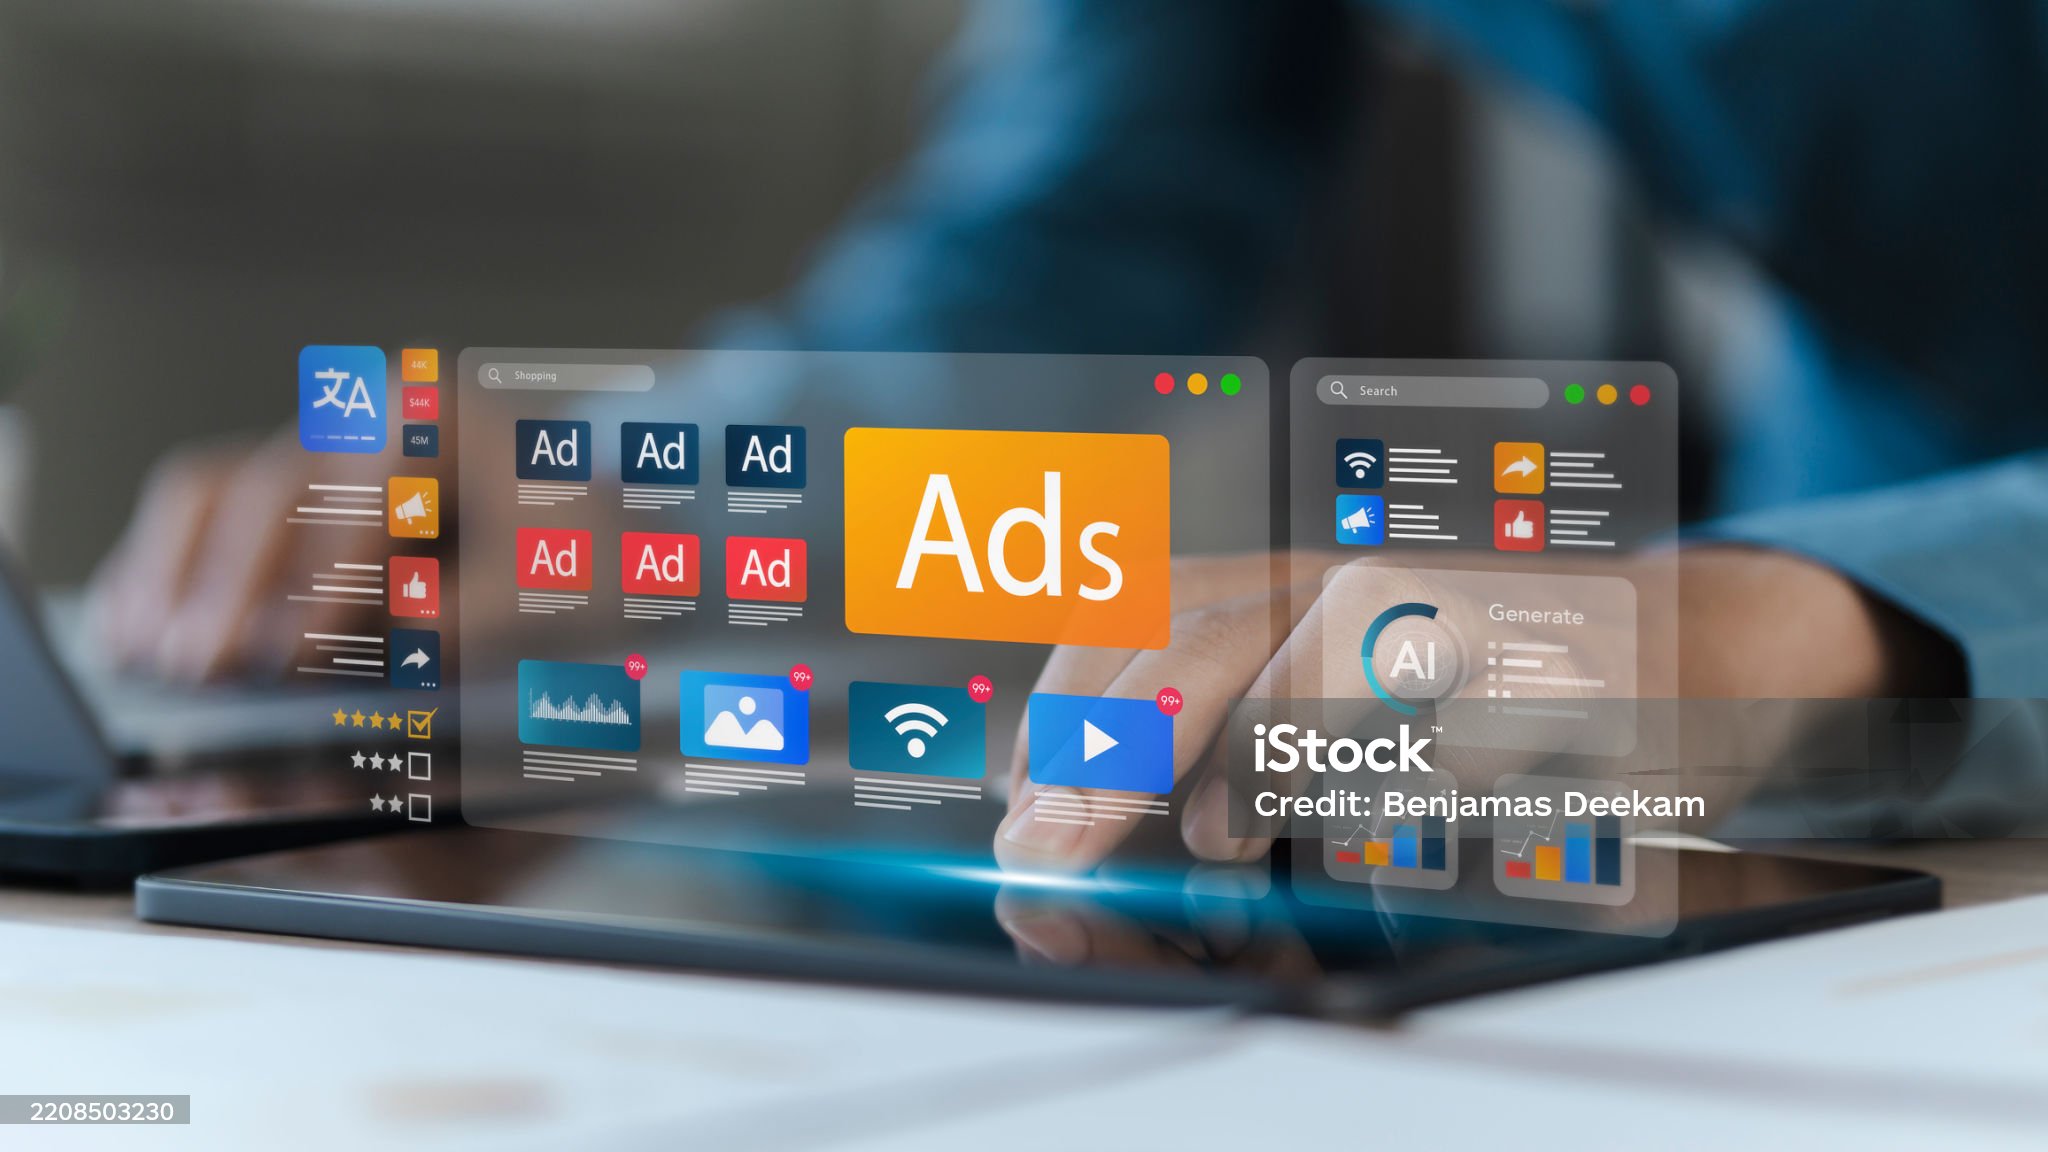 文A
44K
$44K
45M
Shopping
Ad Ad Ad
Ad Ad Ad
Ads
99+ 99+ 99+ 99+
Search
AI
Generate
iStock™
Credit: Benjamas Deekam
2208503230